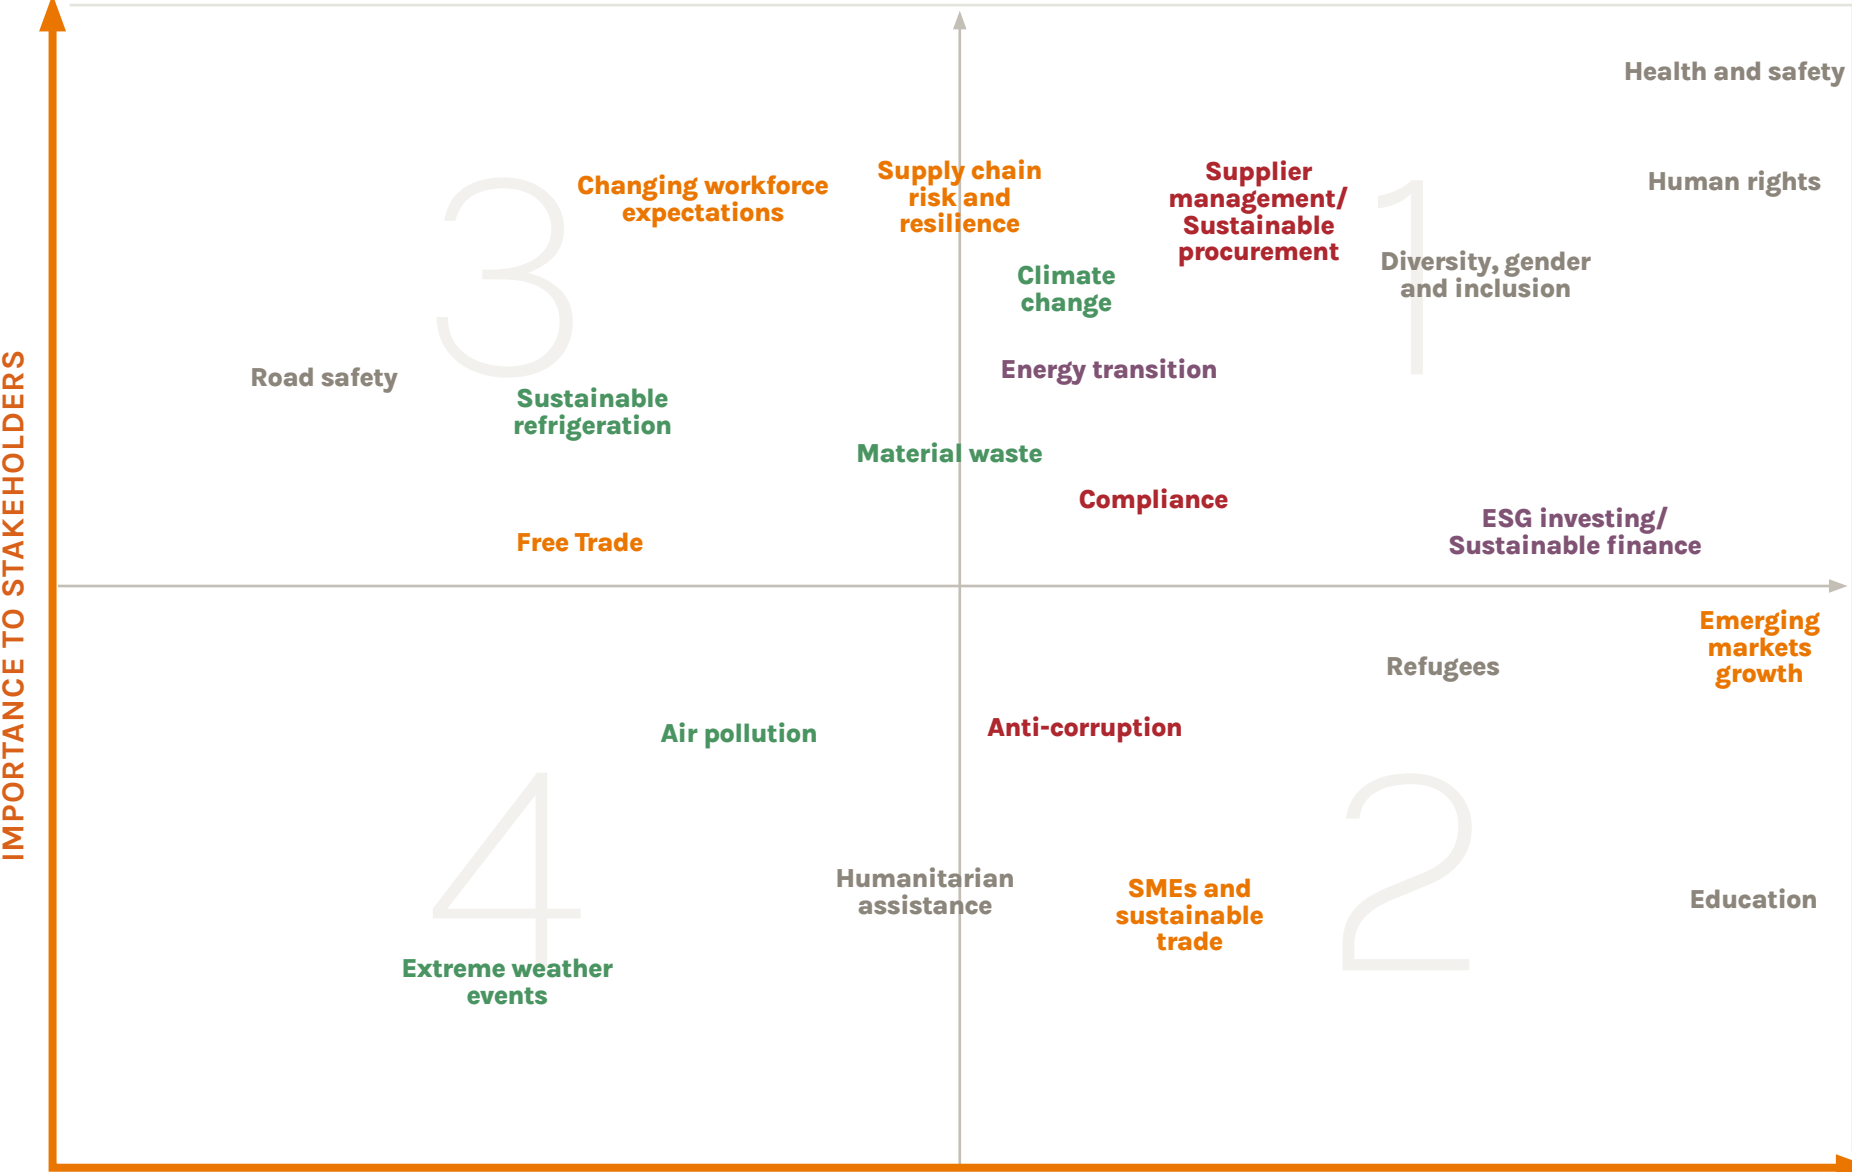 IMPORTANCE TO STAKEHOLDERS
3
Changing workforce
expectations
Road safety
Sustainable
refrigeration
Free Trade
Supply chain
risk and
resilience
Material waste
1
Health and safety
Human rights
Supplier
management/
Sustainable
procurement
Diversity, gender
and inclusion
Climate
change
Energy transition
Compliance
ESG investing/
Sustainable finance
4
Air pollution
Humanitarian
assistance
Extreme weather
events
2
Emerging
markets
growth
Refugees
Anti-corruption
SMEs and
sustainable
trade
Education